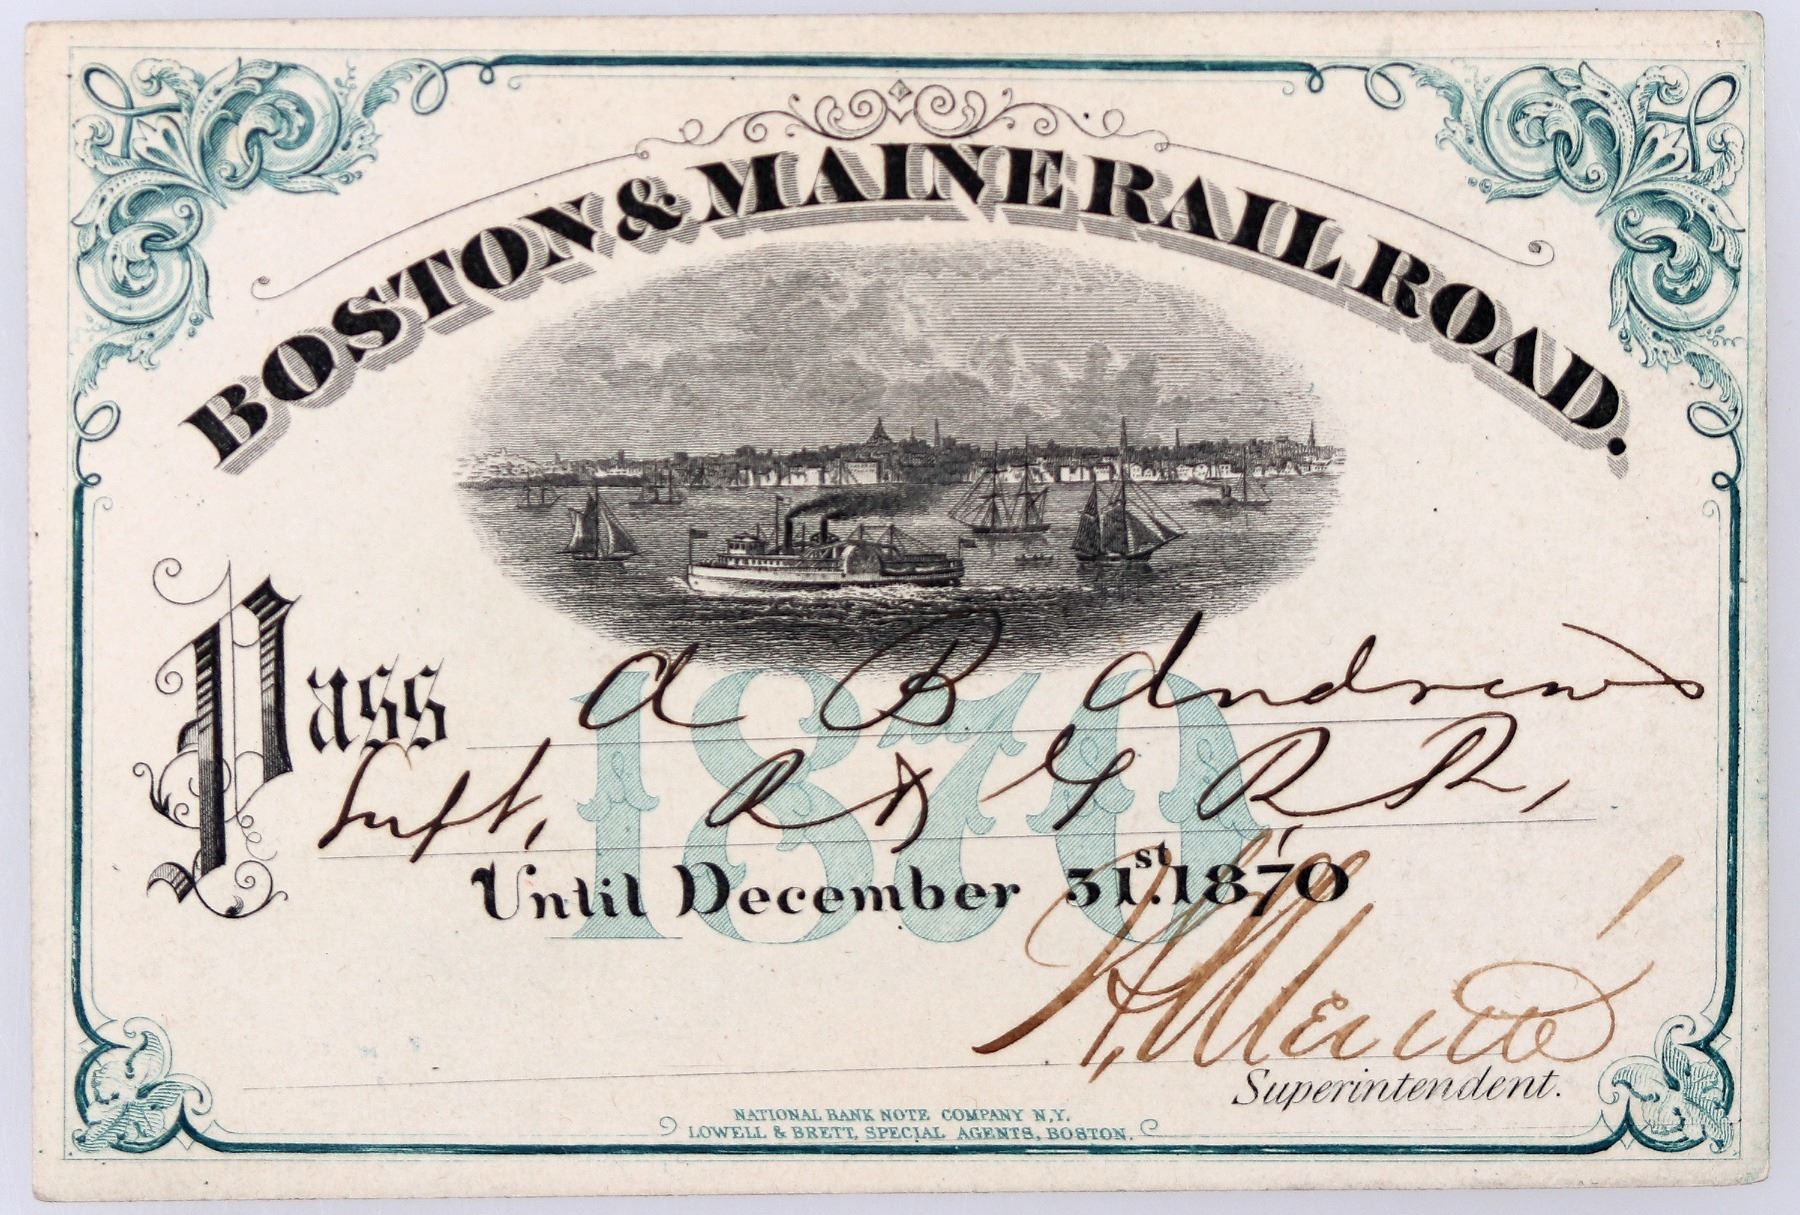 BOSTON & MAINE RAIL ROAD.
Pass A B Andrews
Supt, R & G R R,
1870
Until December 31st. 1870
Superintendent.
NATIONAL BANK NOTE COMPANY N.Y.
LOWELL & BRETT, SPECIAL AGENTS, BOSTON.